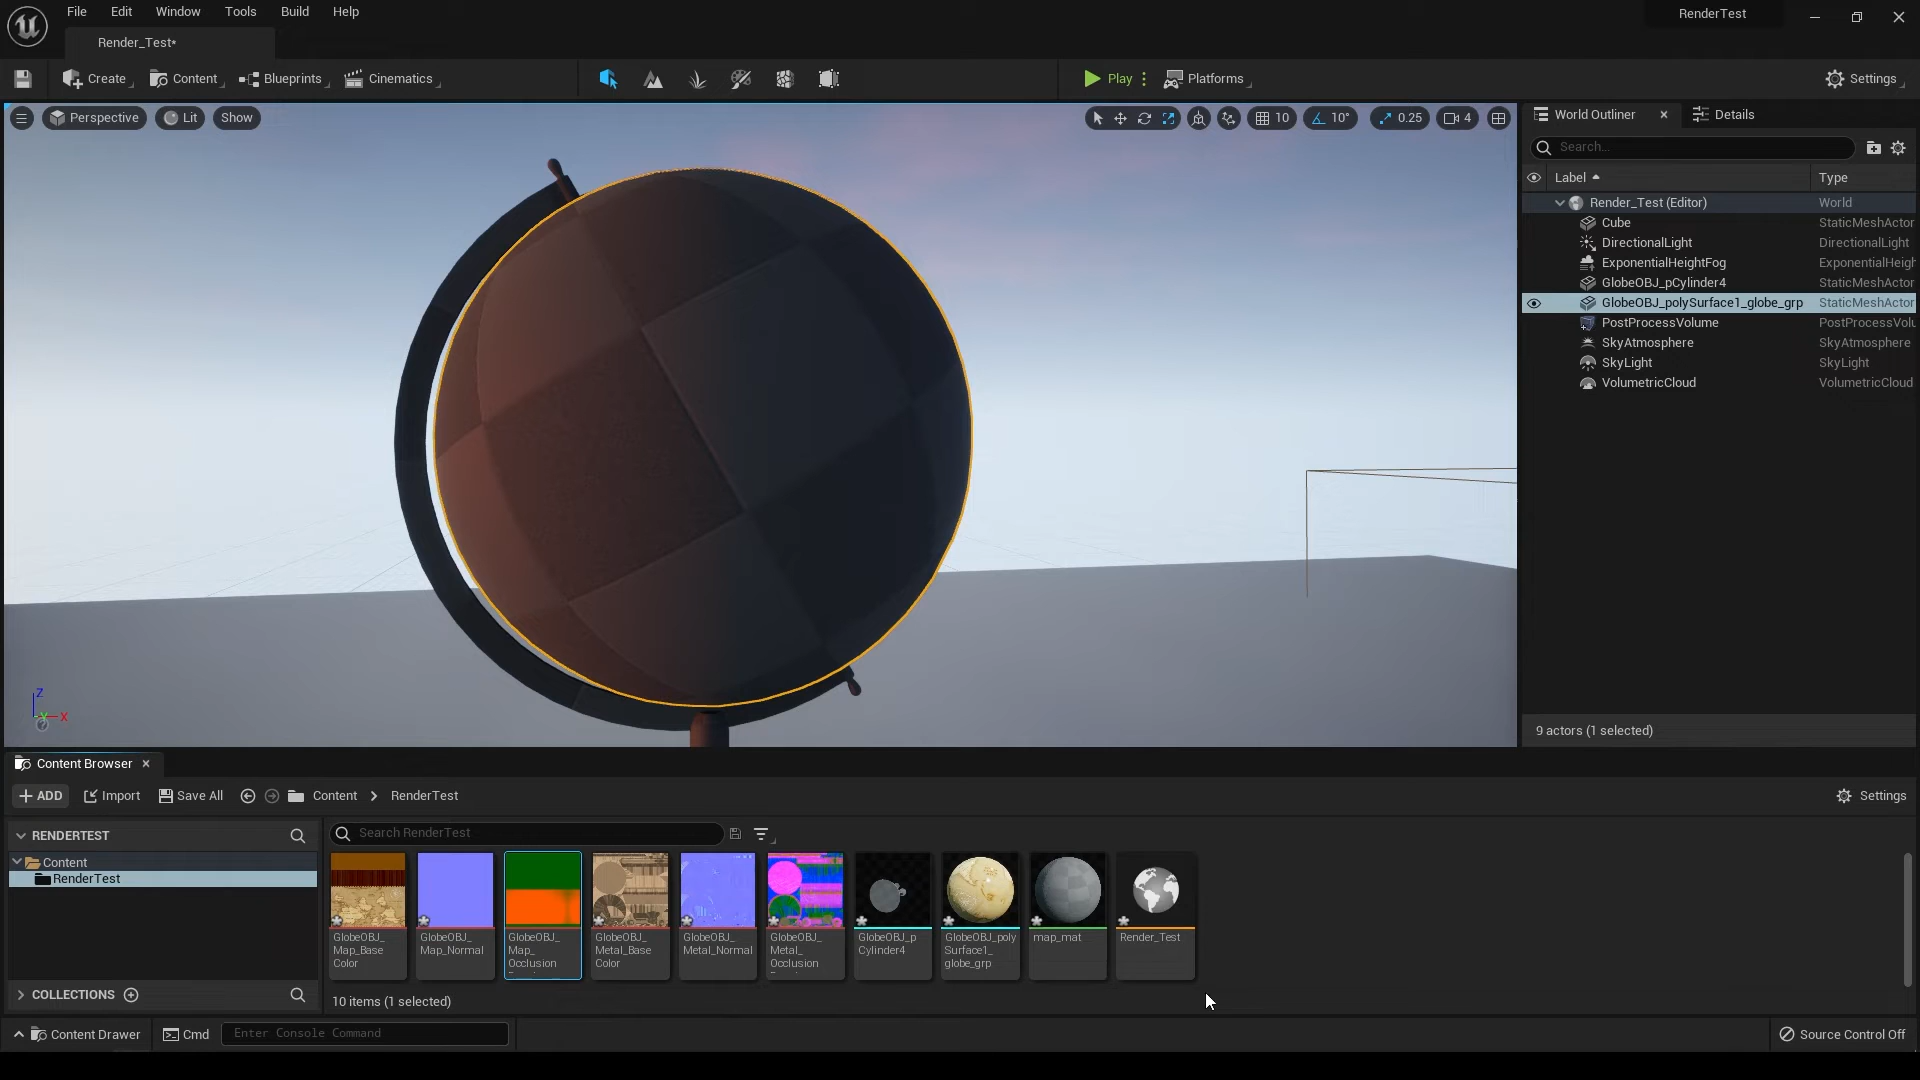 File Edit Window Tools Build Help
RenderTest
Render_Test*
Create Content Blueprints Cinematics Play Platforms Settings
Perspective Lit Show 10 10° 0.25 4
World Outliner Details
Search...
Label Type
Render_Test (Editor) World
Cube StaticMeshActor
DirectionalLight DirectionalLight
ExponentialHeightFog ExponentialHeigh
GlobeOBJ_pCylinder4 StaticMeshActor
GlobeOBJ_polySurface1_globe_grp StaticMeshActor
PostProcessVolume PostProcessVolu
SkyAtmosphere SkyAtmosphere
SkyLight SkyLight
VolumetricCloud VolumetricCloud
Z
Y X
9 actors (1 selected)
Content Browser
ADD Import Save All Content RenderTest Settings
RENDERTEST
Search RenderTest
Content
RenderTest
GlobeOBJ_
Map_Base
Color
GlobeOBJ_
Map_Normal
GlobeOBJ_
Map_
Occlusion
GlobeOBJ_
Metal_Base
Color
GlobeOBJ_
Metal_Normal
GlobeOBJ_
Metal_
Occlusion
GlobeOBJ_p
Cylinder4
GlobeOBJ_poly
Surface1_
globe_grp
map_mat
Render_Test
COLLECTIONS
10 items (1 selected)
Content Drawer Cmd Enter Console Command Source Control Off